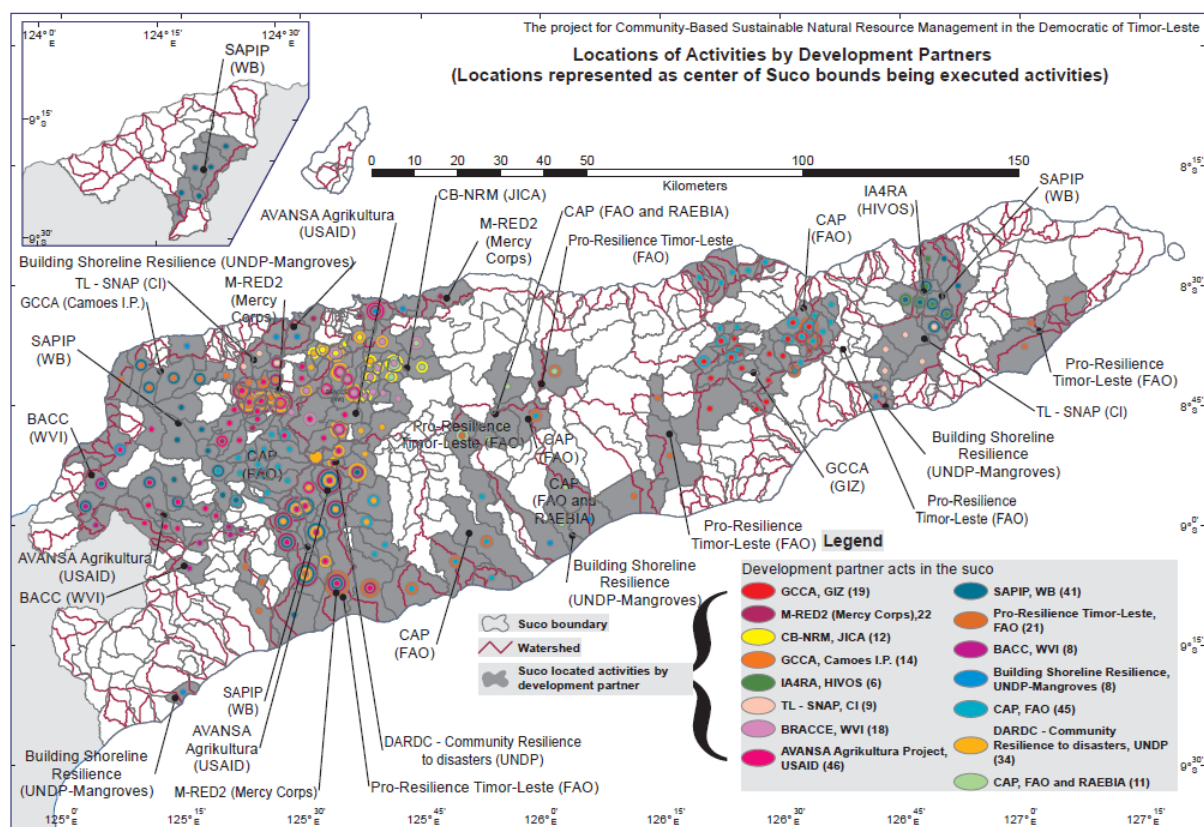 The project for Community-Based Sustainable Natural Resource Management in the Democratic of Timor-Leste
Locations of Activities by Development Partners
(Locations represented as center of Suco bounds being executed activities)
124° 0' E
124° 15' E
124° 30' E
SAPIP
(WB)
9° 15' S
9° 30' S
0 10 20 30 40 50 100 150
Kilometers
8° 15' S
8° 30' S
8° 45' S
9° 0' S
9° 15' S
9° 30' S
CB-NRM (JICA)
AVANSA Agrikultura
(USAID)
M-RED2
(Mercy
Corps)
CAP (FAO and RAEBIA)
Pro-Resilience Timor-Leste
(FAO)
CAP
(FAO)
IA4RA
(HIVOS)
SAPIP
(WB)
Building Shoreline Resilience (UNDP-Mangroves)
TL - SNAP (CI)
GCCA (Camoes I.P.)
M-RED2
(Mercy
Corps)
SAPIP
(WB)
BACC
(WVI)
CAP
(FAO)
Pro-Resilience
Timor-Leste (FAO)
CAP
(FAO)
CAP
(FAO and
RAEBIA)
Pro-Resilience
Timor-Leste (FAO)
TL - SNAP (CI)
Building Shoreline
Resilience
(UNDP-Mangroves)
GCCA
(GIZ)
Pro-Resilience
Timor-Leste (FAO)
Pro-Resilience
Timor-Leste (FAO)
AVANSA Agrikultura
(USAID)
BACC (WVI)
Building Shoreline
Resilience
(UNDP-Mangroves)
CAP
(FAO)
SAPIP
(WB)
AVANSA
Agrikultura
(USAID)
Building Shoreline
Resilience
(UNDP-Mangroves)
M-RED2 (Mercy Corps)
DARDC - Community Resilience
to disasters (UNDP)
Pro-Resilience Timor-Leste (FAO)
Legend
Suco boundary
Watershed
Suco located activities by
development partner
Development partner acts in the suco
GCCA, GIZ (19)
M-RED2 (Mercy Corps),22
CB-NRM, JICA (12)
GCCA, Camoes I.P. (14)
IA4RA, HIVOS (6)
TL - SNAP, CI (9)
BRACCE, WVI (18)
AVANSA Agrikultura Project,
USAID (46)
SAPIP, WB (41)
Pro-Resilience Timor-Leste,
FAO (21)
BACC, WVI (8)
Building Shoreline Resilience,
UNDP-Mangroves (8)
CAP, FAO (45)
DARDC - Community
Resilience to disasters, UNDP
(34)
CAP, FAO and RAEBIA (11)
125° 0' E
125° 15' E
125° 30' E
125° 45' E
126° 0' E
126° 15' E
126° 30' E
126° 45' E
127° 0' E
127° 15' E